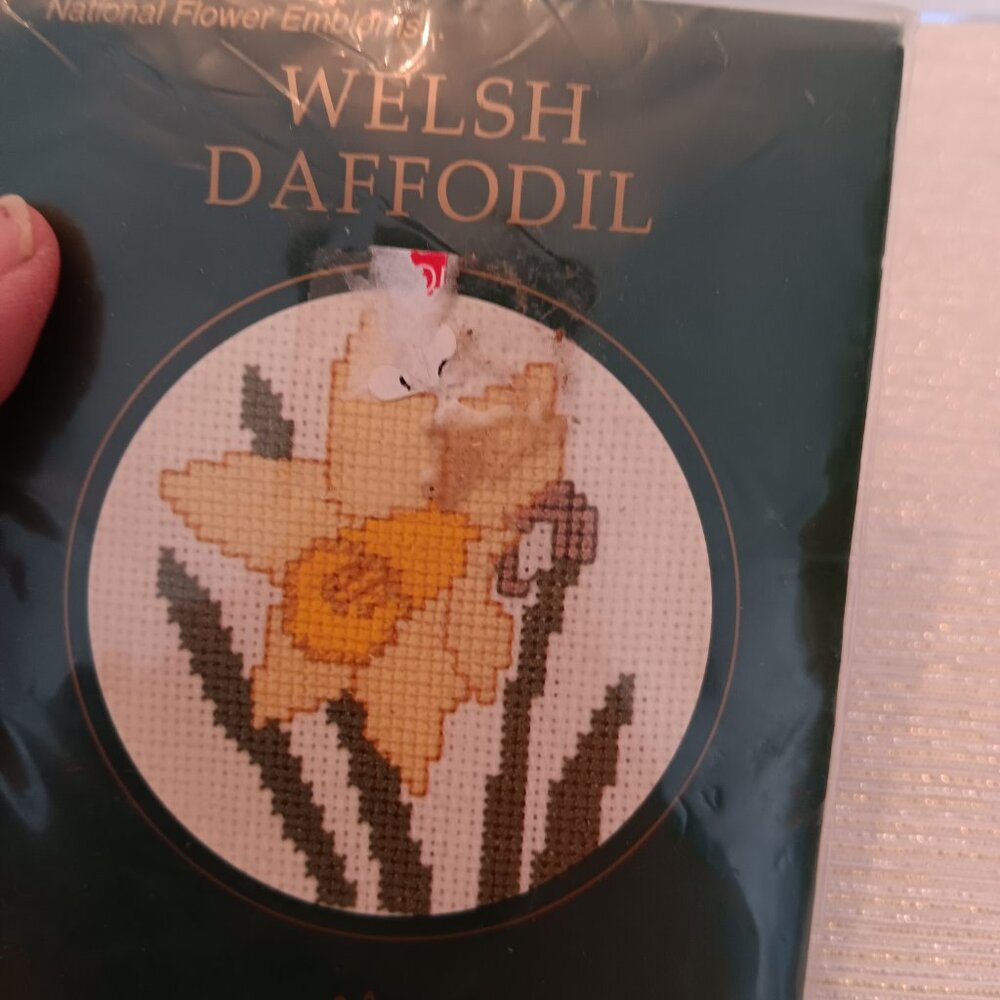 National Flower Emblems...
WELSH
DAFFODIL